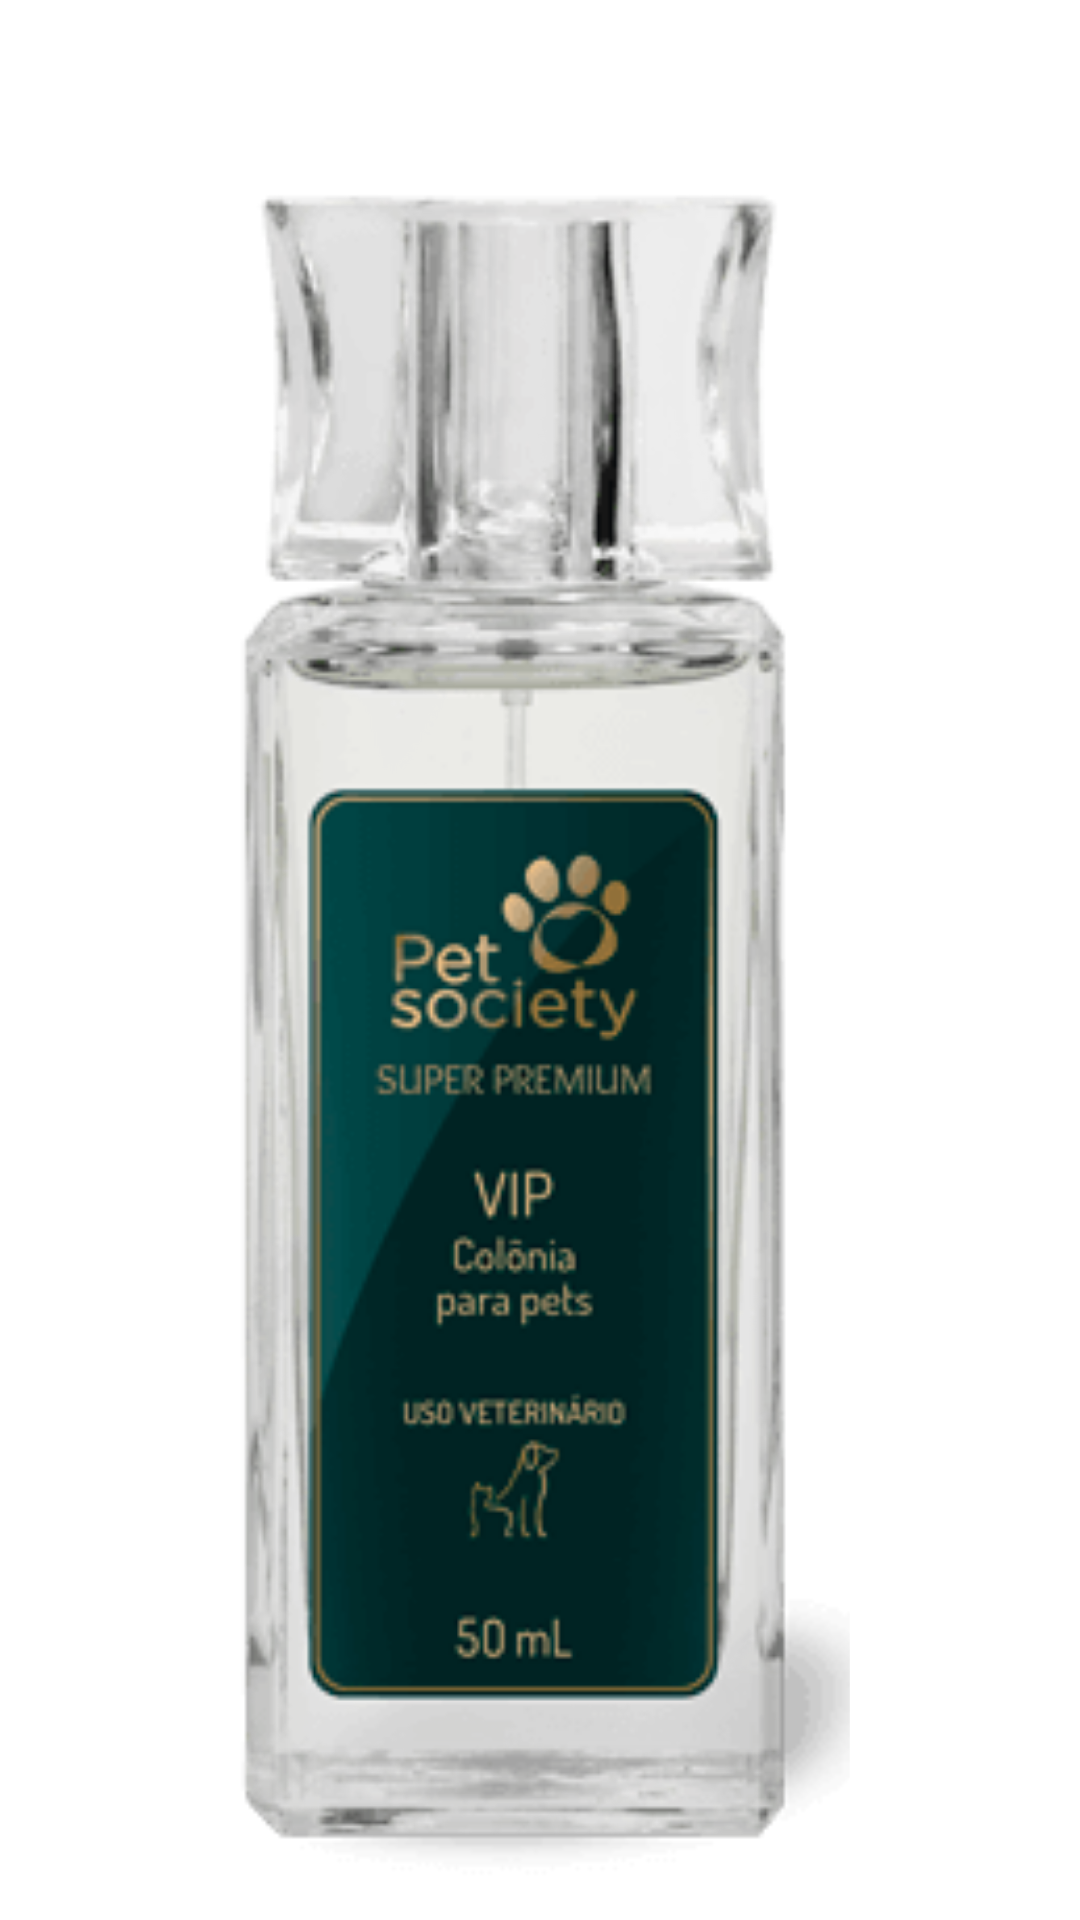 Pet
society
SUPER PREMIUM
VIP
Colônia
para pets
USO VETERINÁRIO
50 mL